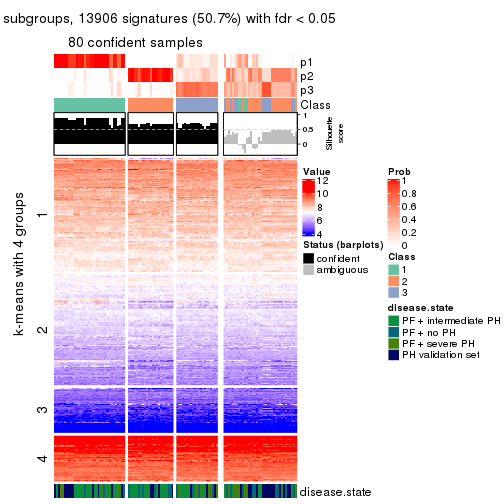 subgroups, 13906 signatures (50.7%) with fdr < 0.05
80 confident samples
p1
p2
p3
Class
1
0.5
0
Silhouette
score
k-means with 4 groups
1
2
3
4
disease.state
Value
12
10
8
6
4
Status (barplots)
confident
ambiguous
Prob
1
0.8
0.6
0.4
0.2
0
Class
1
2
3
disease.state
PF + intermediate PH
PF + no PH
PF + severe PH
PH validation set